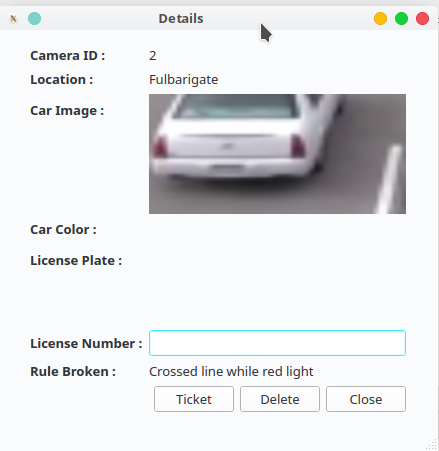 Details
Camera ID : 2
Location : Fulbarigate
Car Image :
Car Color :
License Plate :
License Number :
Rule Broken : Crossed line while red light
Ticket Delete Close